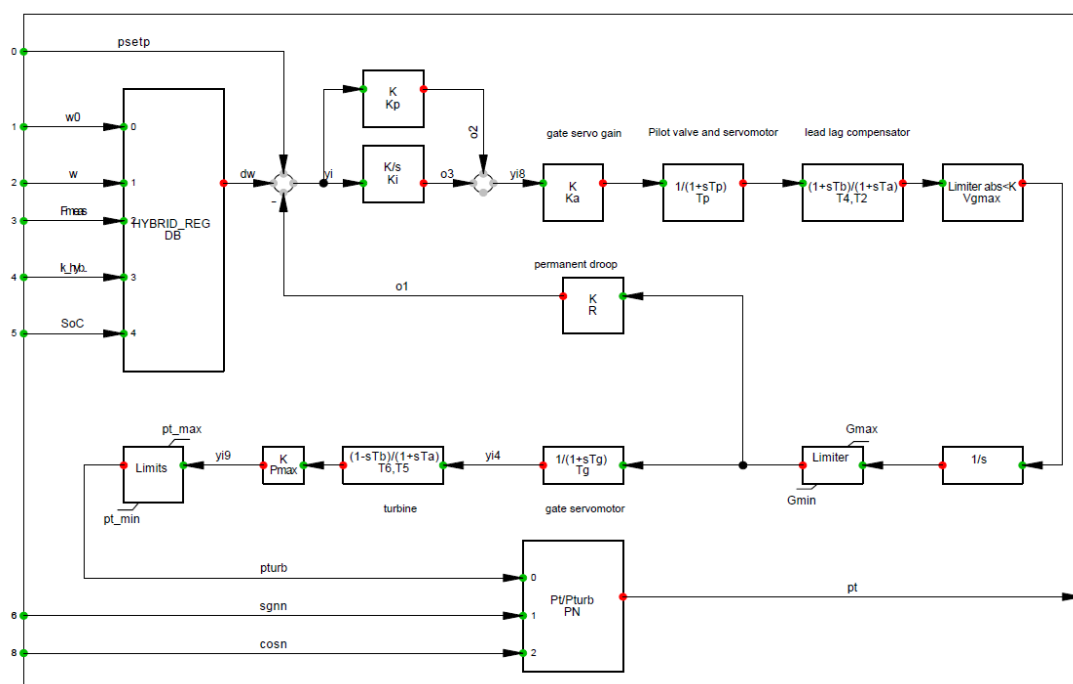 psetp
0
w0
1
0
w
2
1
Fmeas
3
2
HYBRID_REG
DB
4
3
SoC
5
4
dw
-
yi
K
Kp
o2
K/s
Ki
o3
yi8
gate servo gain
K
Ka
Pilot valve and servomotor
1/(1+sTp)
Tp
lead lag compensator
(1+sTb)/(1+sTa)
T4,T2
Limiter abs<K
Vgmax
permanent droop
o1
K
R
pt_max
Limits
pt_min
yi9
K
Pmax
(1-sTb)/(1+sTa)
T6,T5
turbine
yi4
1/(1+sTg)
Tg
gate servomotor
Gmax
Limiter
Gmin
1/s
pturb
0
sgnn
6
1
cosn
8
2
Pt/Pturb
PN
pt